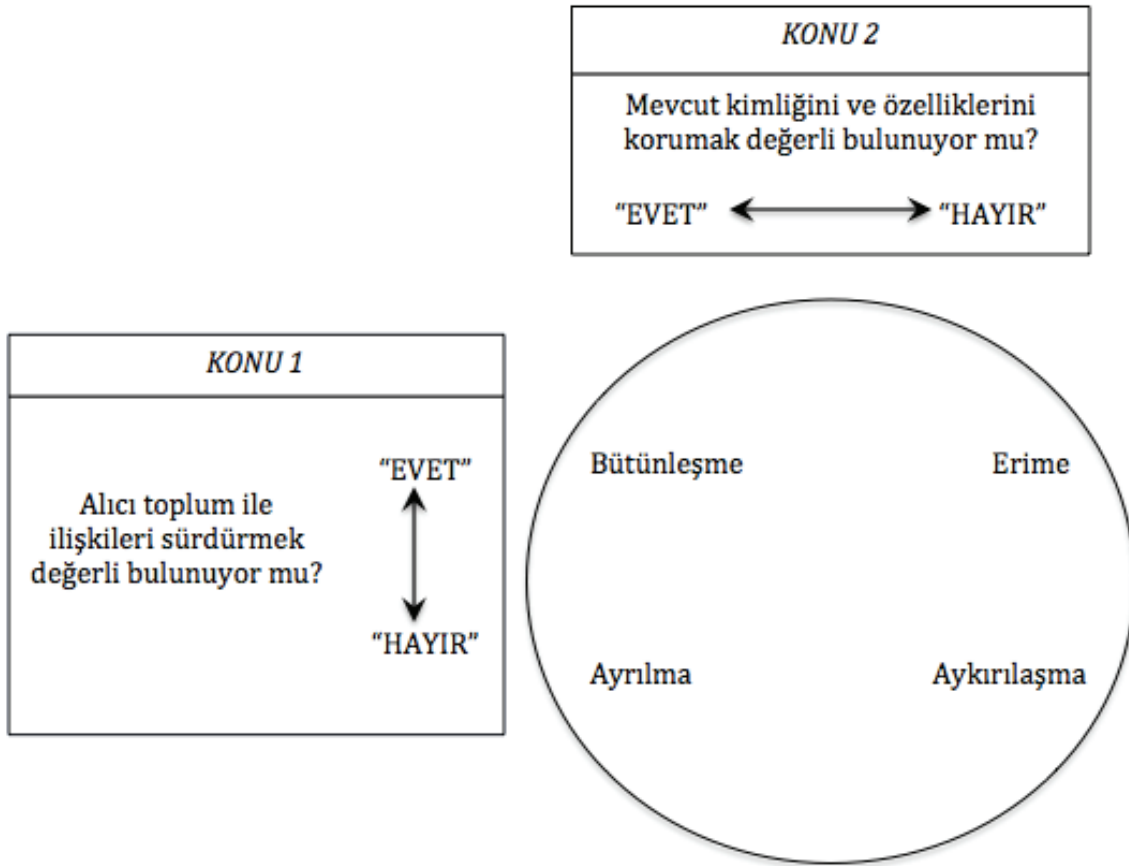 KONU 2
Mevcut kimliğini ve özelliklerini
korumak değerli bulunuyor mu?
“EVET” “HAYIR”
KONU 1
Alıcı toplum ile
ilişkileri sürdürmek
değerli bulunuyor mu?
“EVET”
“HAYIR”
Bütünleşme Erime
Ayrılma Aykırılaşma